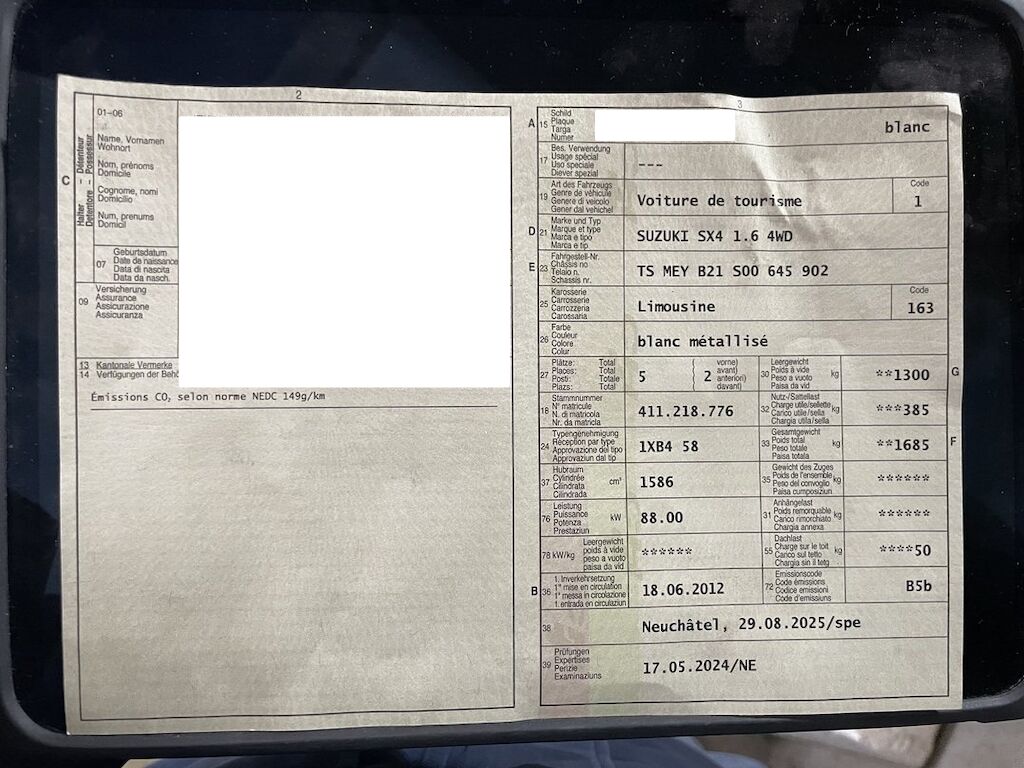 2
01–06
C
Halter – Détenteur
Detentore – Possessur
Name, Vornamen
Wohnort
Nom, prénoms
Domicile
Cognome, nomi
Domicilio
Num, prenums
Domicil
07
Geburtsdatum
Date de naissance
Data di nascita
Data da nasch.
09
Versicherung
Assurance
Assicurazione
Assicuranza
13 Kantonale Vermerke
14 Verfügungen der Behö
Émissions CO, selon norme NEDC 149g/km
3
A 15 Schild
Plaque
Targa
Numer
blanc
17 Bes. Verwendung
Usage spécial
Uso speciale
Diever spezial
---
19 Art des Fahrzeugs
Genre de véhicule
Genere di veicolo
Gener dal vehichel
Voiture de tourisme
Code
1
D 21 Marke und Typ
Marque et type
Marca e tipo
Marca e tip
SUZUKI SX4 1.6 4WD
E 23 Fahrgestell-Nr.
Châssis no
Telaio n.
Schassis nr.
TS MEY B21 S00 645 902
25 Karosserie
Carrosserie
Carrozzeria
Carossaria
Limousine
Code
163
26 Farbe
Couleur
Colore
Colur
blanc métallisé
27 Plätze: Total
Places: Total
Posti: Totale
Plazs: Total
5
( 2 vorne)
avant)
anteriori)
davant)
30 Leergewicht
Poids à vide
Peso a vuoto
Paisa da vid
kg
**1300
G
18 Stammnummer
N° matricule
N. di matricola
Nr. da matricla
411.218.776
32 Nutz-/Sattellast
Charge utile/sellette
Carico utile/sella
Chargia utila/sella
kg
***385
24 Typengenehmigung
Réception par type
Approvazione del tipo
Approvaziun dal tip
1XB4 58
33 Gesamtgewicht
Poids total
Peso totale
Paisa totala
kg
**1685
F
37 Hubraum
Cylindrée
Cilindrata
Cilindrada
cm³
1586
35 Gewicht des Zuges
Poids de l'ensemble
Peso del convoglio
Paisa cumposiziun
kg
******
76 Leistung
Puissance
Potenza
Prestaziun
kW
88.00
31 Anhängelast
Poids remorquable
Carico rimorchiato
Chargia annexa
kg
******
78 kW/kg
Leergewicht
poids à vide
peso a vuoto
paisa da vid
******
55 Dachlast
Charge sur le toit
Carico sul tetto
Chargia sin il tetg
kg
****50
B 36 1. Inverkehrsetzung
1re mise en circulation
1a messa in circolazione
1. entrada en circulaziun
18.06.2012
72 Emissionscode
Code émissions
Codice emissioni
Code d'emissiuns
B5b
38
Neuchâtel, 29.08.2025/spe
39 Prüfungen
Expertises
Perizie
Examinaziuns
17.05.2024/NE